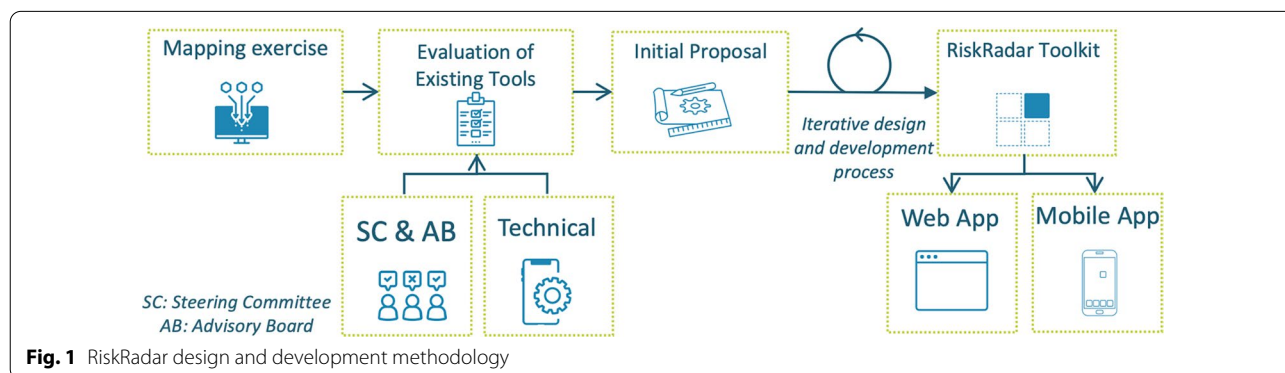 Mapping exercise
Evaluation of
Existing Tools
Initial Proposal
Iterative design
and development
process
RiskRadar Toolkit
SC & AB
Technical
Web App
Mobile App
SC: Steering Committee
AB: Advisory Board
Fig. 1 RiskRadar design and development methodology